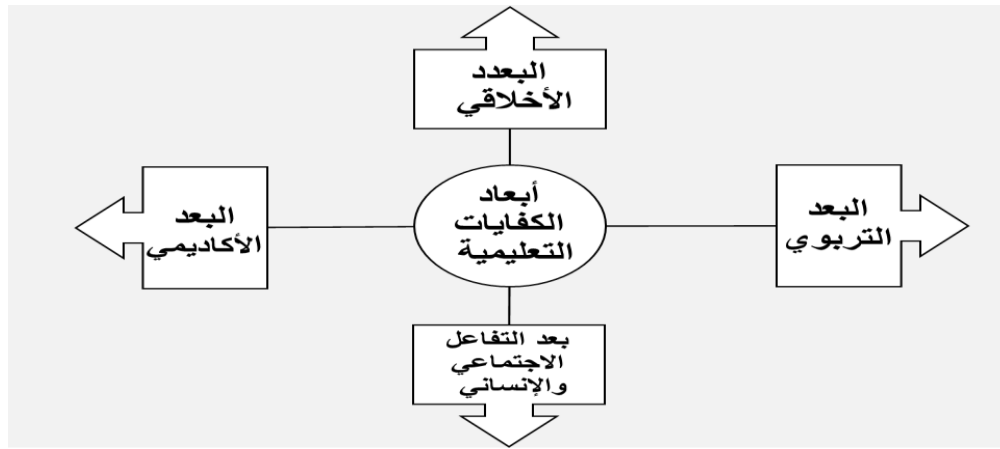 البعدد
الأخلاقي
أبعاد
الكفايات
التعليمية
البعد
التربوي
البعد
الأكاديمي
بعد التفاعل
الاجتماعي
والإنساني